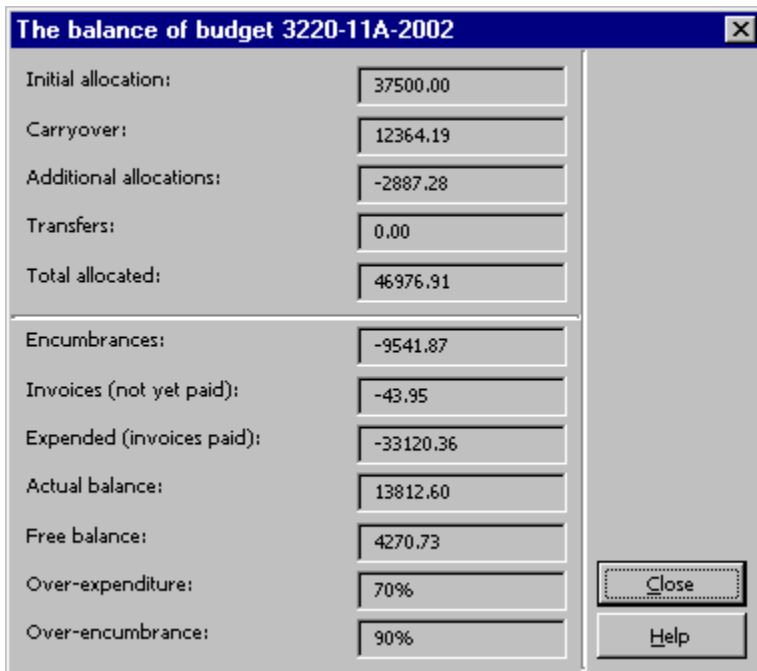 The balance of budget 3220-11A-2002
Initial allocation: 37500.00
Carryover: 12364.19
Additional allocations: -2887.28
Transfers: 0.00
Total allocated: 46976.91
Encumbrances: -9541.87
Invoices (not yet paid): -43.95
Expended (invoices paid): -33120.36
Actual balance: 13812.60
Free balance: 4270.73
Over-expenditure: 70%
Over-encumbrance: 90%
Close
Help